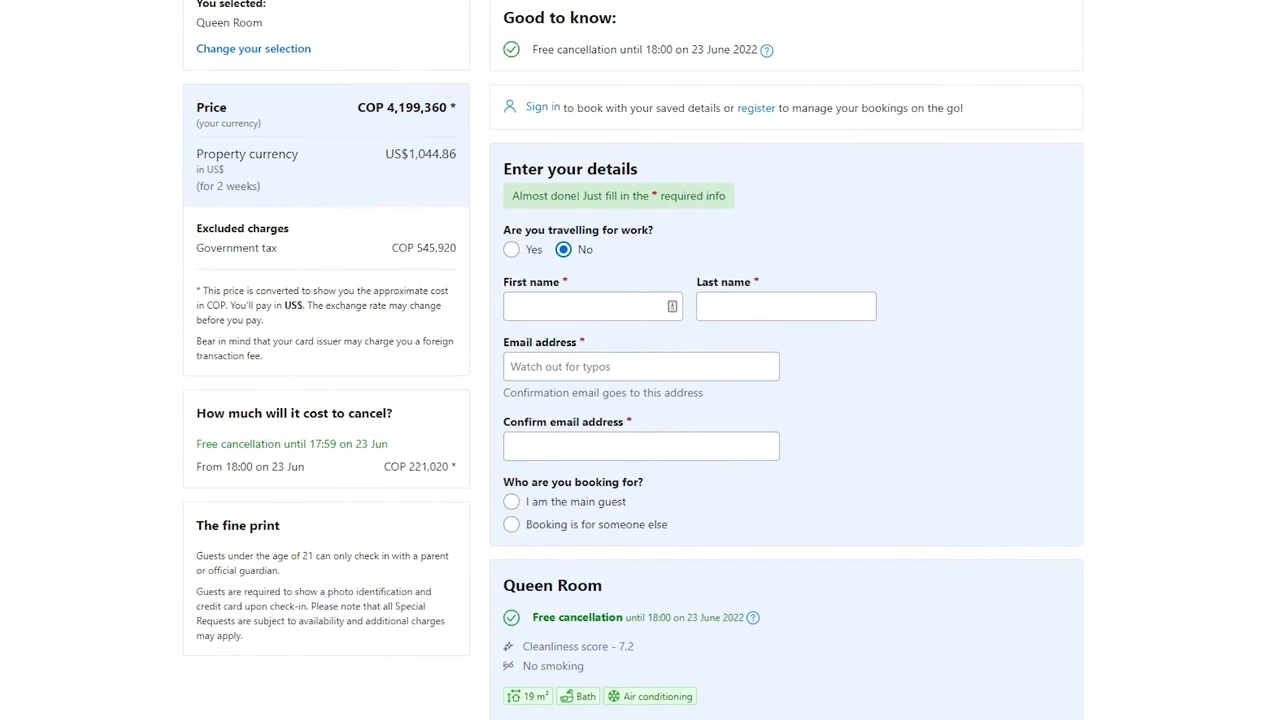 You selected:
Queen Room
Change your selection
Price COP 4,199,360 *
(your currency)
Property currency US$1,044.86
in US$
(for 2 weeks)
Excluded charges
Government tax COP 545,920
* This price is converted to show you the approximate cost
in COP. You'll pay in US$. The exchange rate may change
before you pay.
Bear in mind that your card issuer may charge you a foreign
transaction fee.
How much will it cost to cancel?
Free cancellation until 17:59 on 23 Jun
From 18:00 on 23 Jun COP 221,020 *
The fine print
Guests under the age of 21 can only check in with a parent
or official guardian.
Guests are required to show a photo identification and
credit card upon check-in. Please note that all Special
Requests are subject to availability and additional charges
may apply.
Good to know:
Free cancellation until 18:00 on 23 June 2022 ?
Sign in to book with your saved details or register to manage your bookings on the go!
Enter your details
Almost done! Just fill in the * required info
Are you travelling for work?
Yes No
First name * Last name *
Email address *
Watch out for typos
Confirmation email goes to this address
Confirm email address *
Who are you booking for?
I am the main guest
Booking is for someone else
Queen Room
Free cancellation until 18:00 on 23 June 2022 ?
Cleanliness score - 7.2
No smoking
19 m² Bath Air conditioning